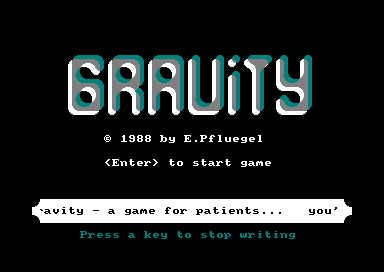 GRAViTY
© 1988 by E.Pfluegel
<Enter> to start game
avity - a game for patients...   you'
Press a key to stop writing